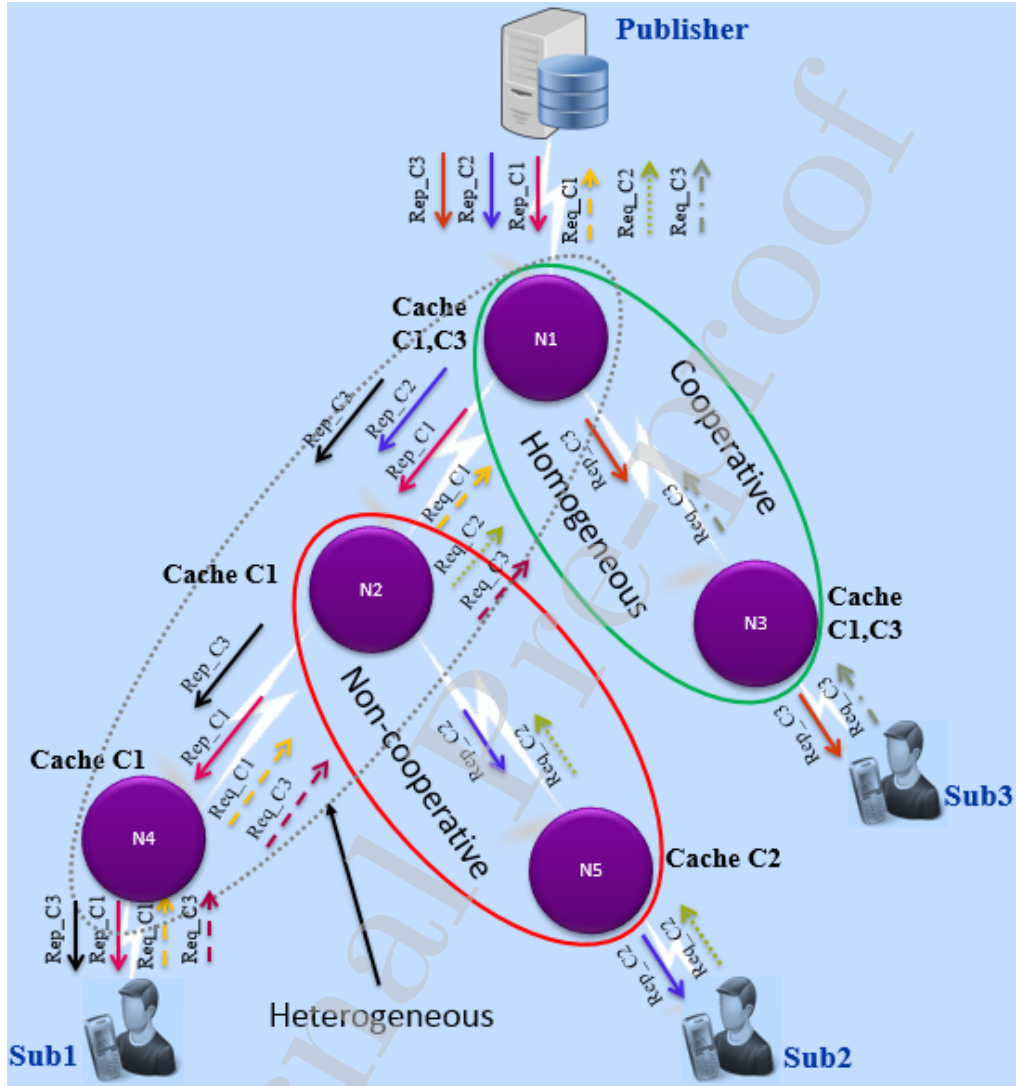 Publisher
Rep_C3
Rep_C2
Rep_C1
Req_C1
Req_C2
Req_C3
Cache
C1,C3
N1
Cooperative
Homogeneous
Rep_C3
Rep_C2
Rep_C1
Req_C1
Req_C2
Req_C3
Rep_C3
Req_C3
Cache C1
N2
N3
Cache
C1,C3
Non-cooperative
Rep_C3
Rep_C1
Req_C1
Req_C3
Rep_C2
Req_C2
Rep_C3
Req_C3
Sub3
Cache C1
N4
N5
Cache C2
Rep_C3
Rep_C1
Req_C1
Req_C3
Rep_C2
Req_C2
Heterogeneous
Sub1
Sub2
nal Pre-proof